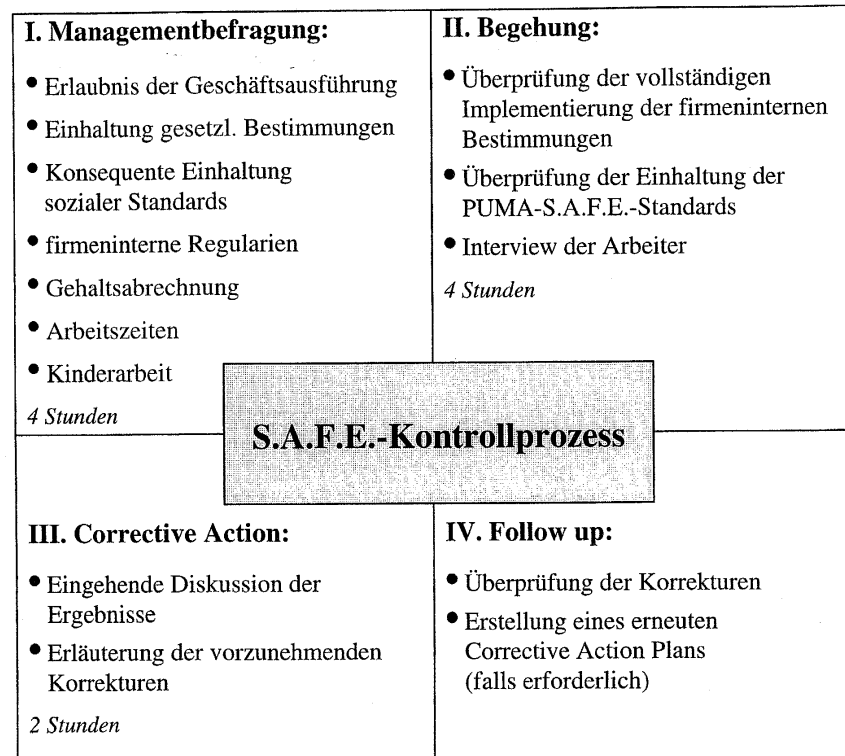 I. Managementbefragung:
• Erlaubnis der Geschäftsausführung
• Einhaltung gesetzl. Bestimmungen
• Konsequente Einhaltung
sozialer Standards
• firmeninterne Regularien
• Gehaltsabrechnung
• Arbeitszeiten
• Kinderarbeit
4 Stunden
II. Begehung:
• Überprüfung der vollständigen
Implementierung der firmeninternen
Bestimmungen
• Überprüfung der Einhaltung der
PUMA-S.A.F.E.-Standards
• Interview der Arbeiter
4 Stunden
S.A.F.E.-Kontrollprozess
III. Corrective Action:
• Eingehende Diskussion der
Ergebnisse
• Erläuterung der vorzunehmenden
Korrekturen
2 Stunden
IV. Follow up:
• Überprüfung der Korrekturen
• Erstellung eines erneuten
Corrective Action Plans
(falls erforderlich)